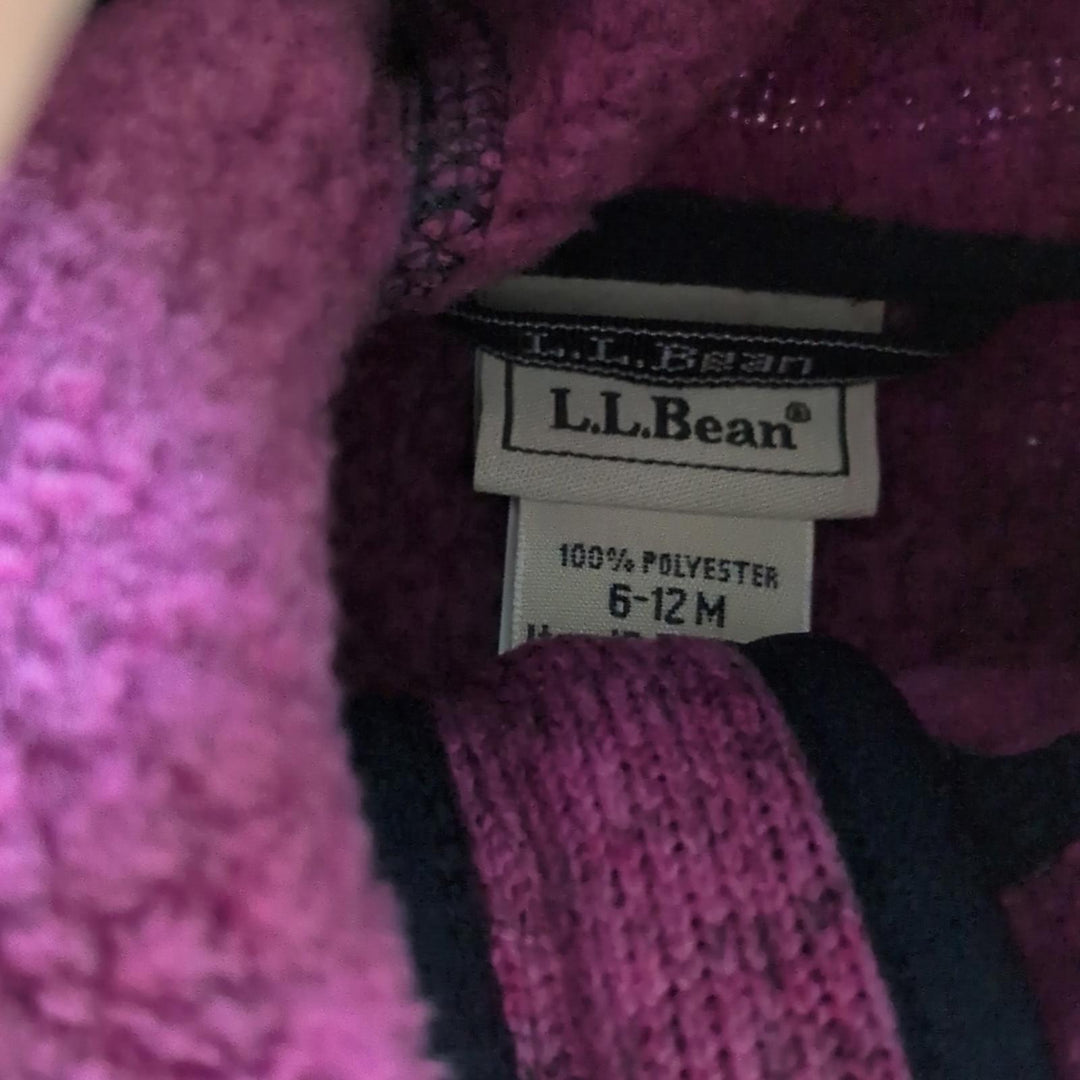 L.L.Bean
L.L.Bean®
100% POLYESTER
6-12 M